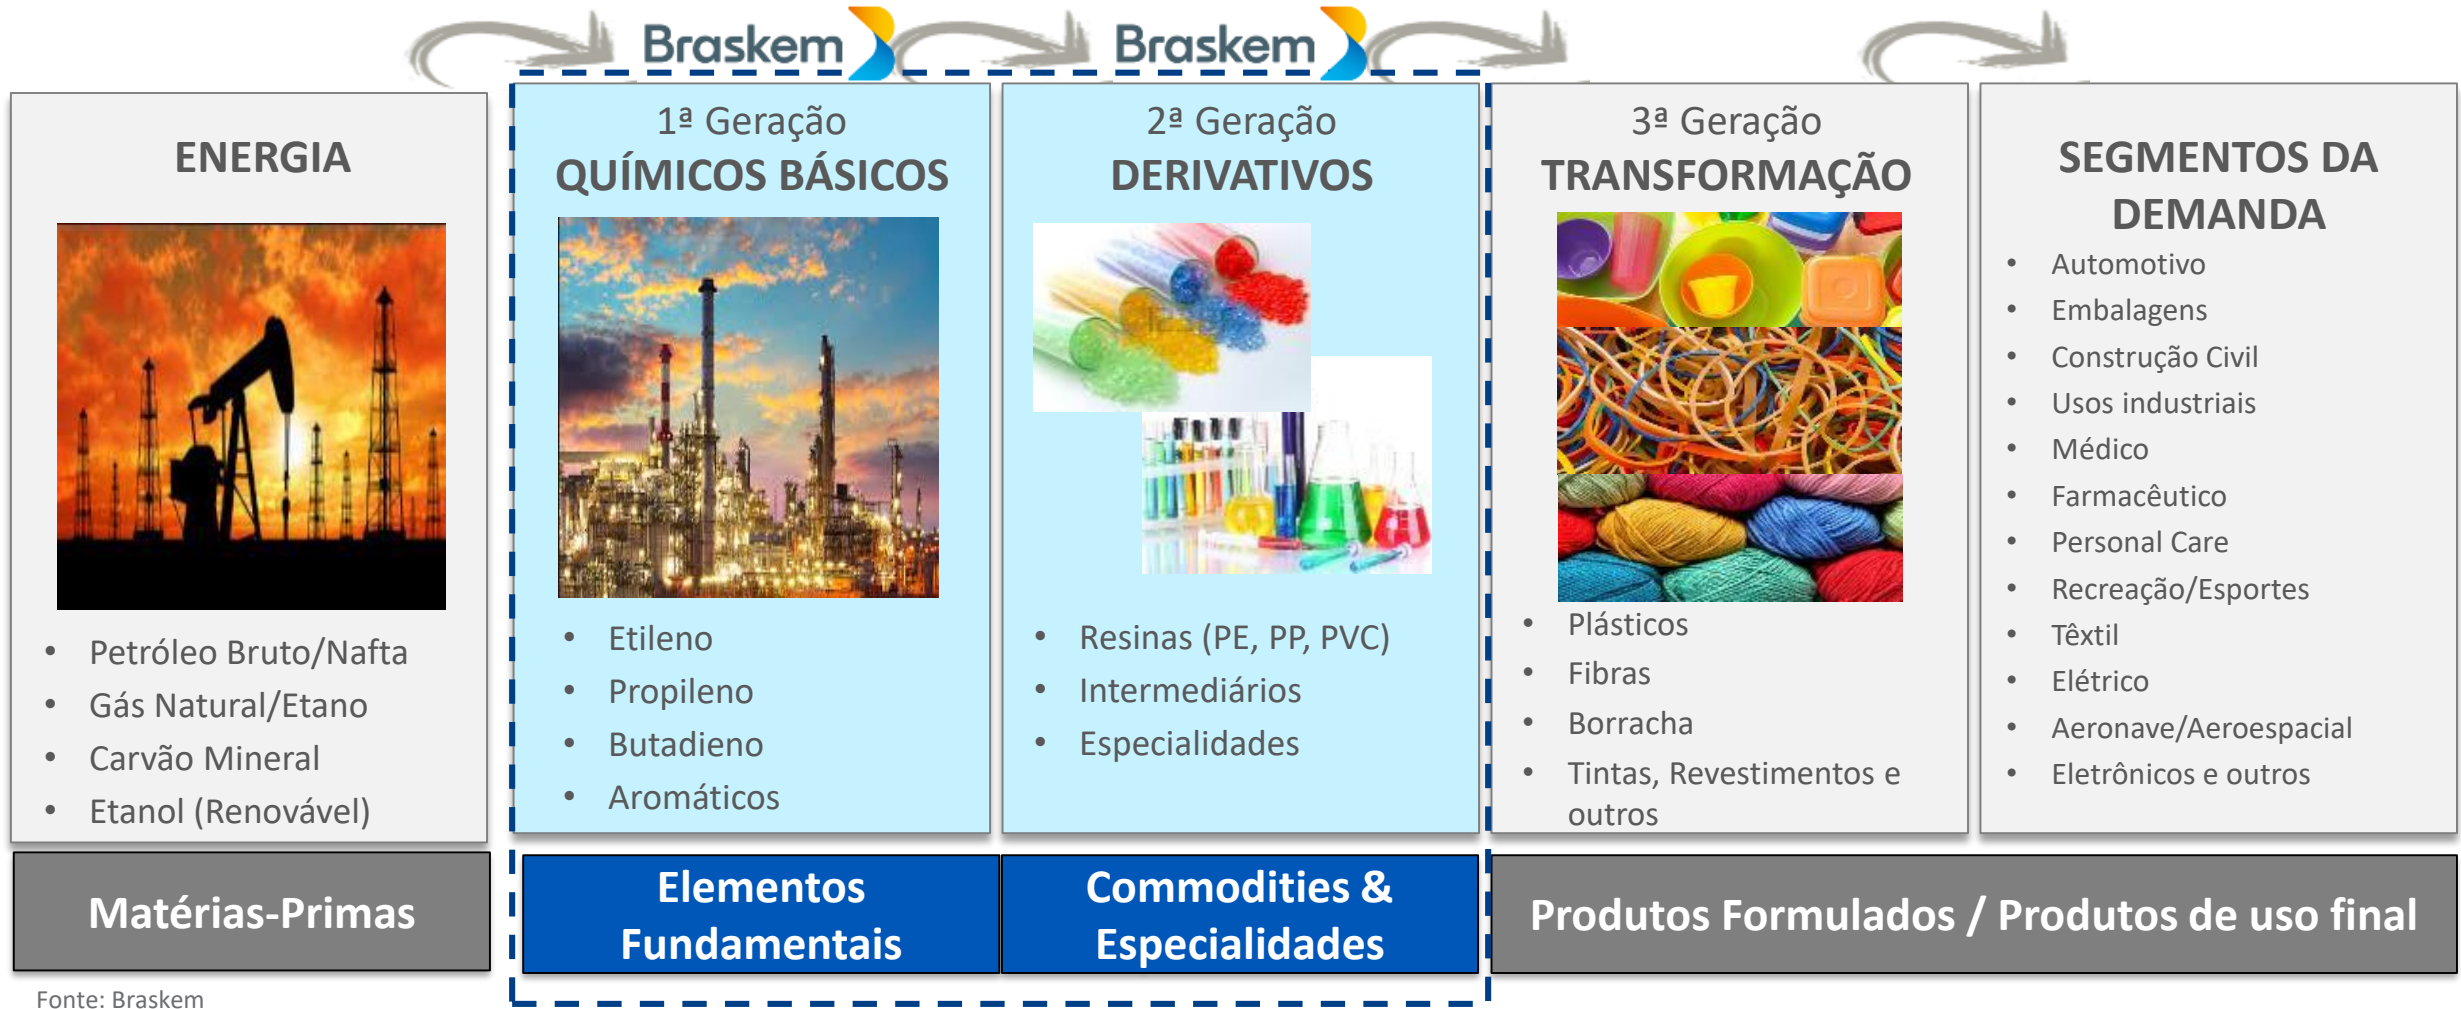 Braskem
Braskem
ENERGIA
• Petróleo Bruto/Nafta
• Gás Natural/Etano
• Carvão Mineral
• Etanol (Renovável)
Matérias-Primas
1ª Geração
QUÍMICOS BÁSICOS
• Etileno
• Propileno
• Butadieno
• Aromáticos
Elementos
Fundamentais
2ª Geração
DERIVATIVOS
• Resinas (PE, PP, PVC)
• Intermediários
• Especialidades
Commodities &
Especialidades
3ª Geração
TRANSFORMAÇÃO
• Plásticos
• Fibras
• Borracha
• Tintas, Revestimentos e
outros
SEGMENTOS DA
DEMANDA
• Automotivo
• Embalagens
• Construção Civil
• Usos industriais
• Médico
• Farmacêutico
• Personal Care
• Recreação/Esportes
• Têxtil
• Elétrico
• Aeronave/Aeroespacial
• Eletrônicos e outros
Produtos Formulados / Produtos de uso final
Fonte: Braskem